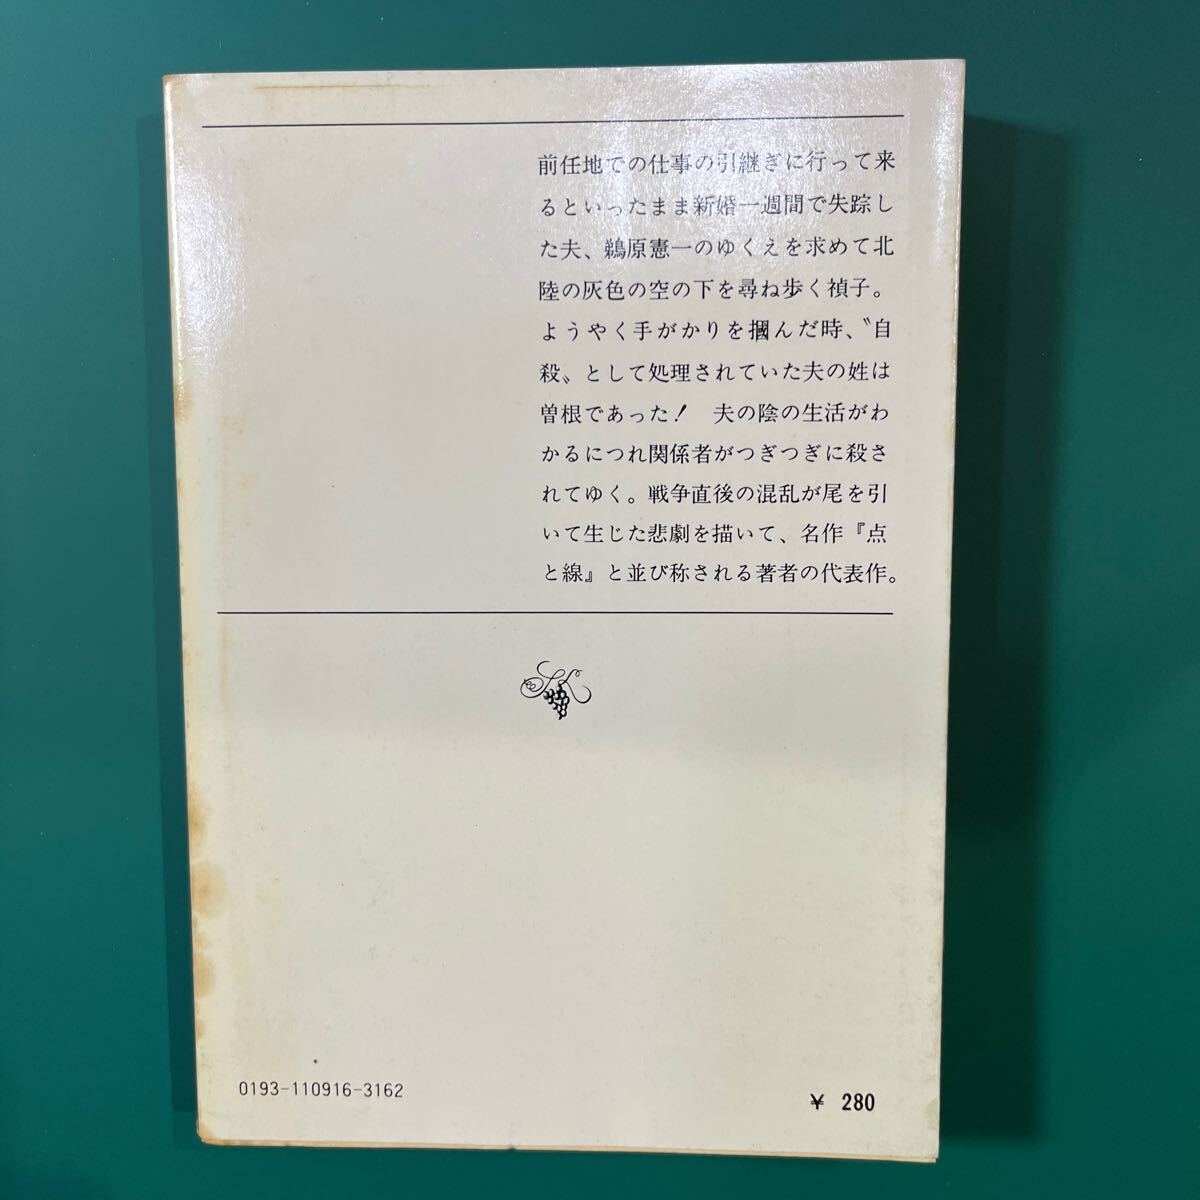 前任地での仕事の引継ぎに行って来
るといったまま新婚一週間で失踪し
た夫、鵜原憲一のゆくえを求めて北
陸の灰色の空の下を尋ね歩く禎子。
ようやく手がかりを摑んだ時、〝自
殺〟として処理されていた夫の姓は
曽根であった！　夫の陰の生活がわ
かるにつれ関係者がつぎつぎに殺さ
れてゆく。戦争直後の混乱が尾を引
いて生じた悲劇を描いて、名作『点
と線』と並び称される著者の代表作。
SK
0193-110916-3162
¥ 280